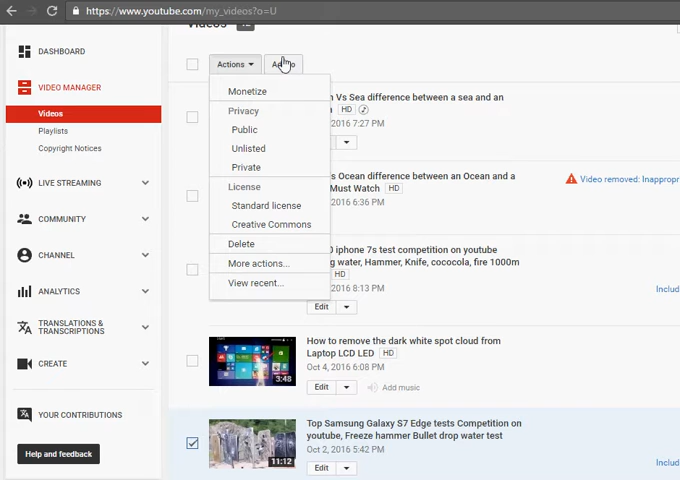 https://www.youtube.com/my_videos?o=U
Videos
DASHBOARD
VIDEO MANAGER
Videos
Playlists
Copyright Notices
LIVE STREAMING
COMMUNITY
CHANNEL
ANALYTICS
TRANSLATIONS &
TRANSCRIPTIONS
CREATE
YOUR CONTRIBUTIONS
Help and feedback
Actions
Monetize
Privacy
Public
Unlisted
Private
License
Standard license
Creative Commons
Delete
More actions...
View recent...
Vs Sea difference between a sea and an
HD
2016 7:27 PM
Ocean difference between an Ocean and a
Must Watch HD
2016 6:36 PM
Video removed: Inappropr
iphone 7s test competition on youtube
water, Hammer, Knife, cococola, fire 1000m
HD
2016 8:13 PM
Includ
Edit
How to remove the dark white spot cloud from
Laptop LCD LED HD
Oct 4, 2016 6:08 PM
3:48
Edit
Add music
Top Samsung Galaxy S7 Edge tests Competition on
youtube, Freeze hammer Bullet drop water test
Oct 2, 2016 5:42 PM
11:12
Includ
Edit